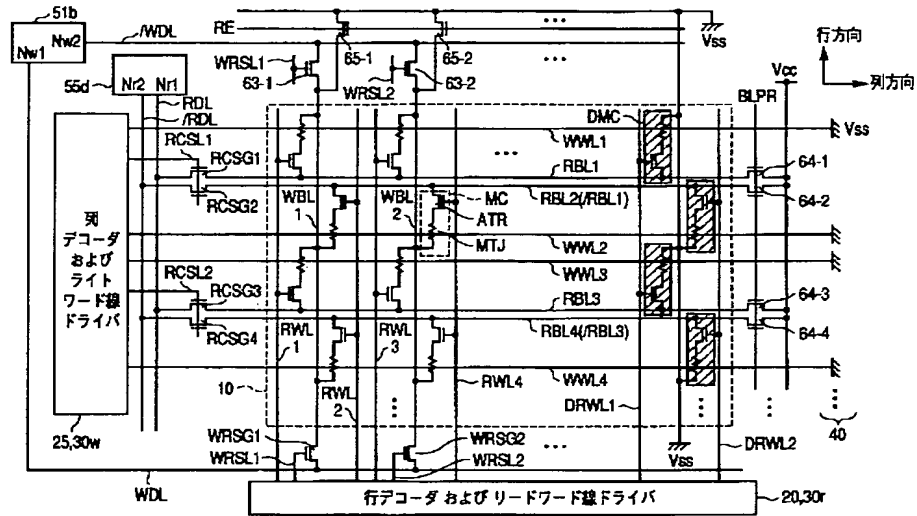 51b
Nw1
Nw2
/WDL
RE
65-1
65-2
...
Vss
行方向
列方向
55d
Nr2 Nr1
RDL
/RDL
WRSL1
63-1
WRSL2
63-2
Vcc
BLPR
DMC
WWL1
Vss
RCSL1
RCSG1
RCSG2
RBL1
...
64-1
64-2
WBL
1
WBL
2
MC
ATR
MTJ
RBL2(/RBL1)
WWL2
WWL3
列
デコーダ
および
ライト
ワード線
ドライバ
RCSL2
RCSG3
RCSG4
RBL3
RBL4(/RBL3)
64-3
64-4
RWL
1
RWL
3
10
RWL
2
RWL4
WWL4
DRWL1
40
25,30w
WRSG1
WRSL1
WRSG2
WRSL2
...
Vss
DRWL2
WDL
行デコーダ および リードワード線ドライバ
20,30r